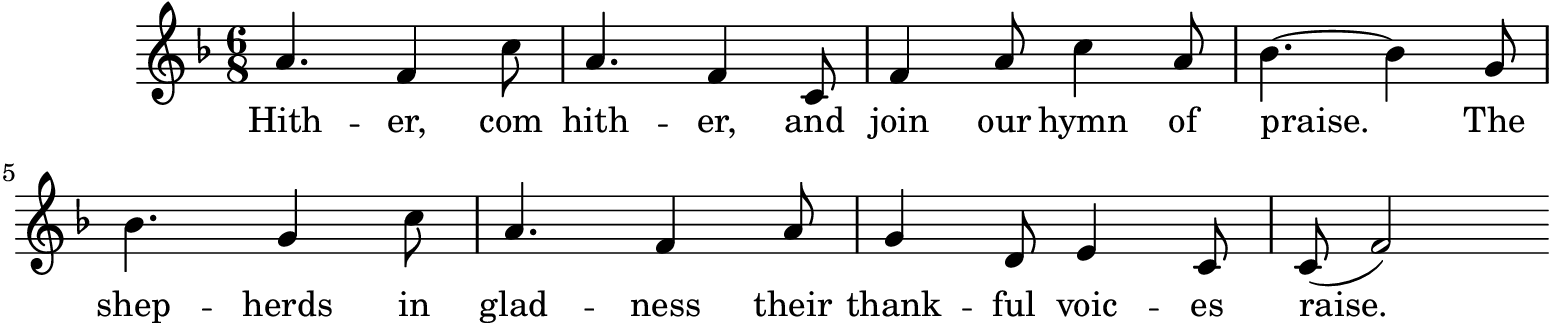 6
8
Hith - er, com hith - er, and join our hymn of praise. The
5
shep - herds in glad - ness their thank - ful voic - es raise.